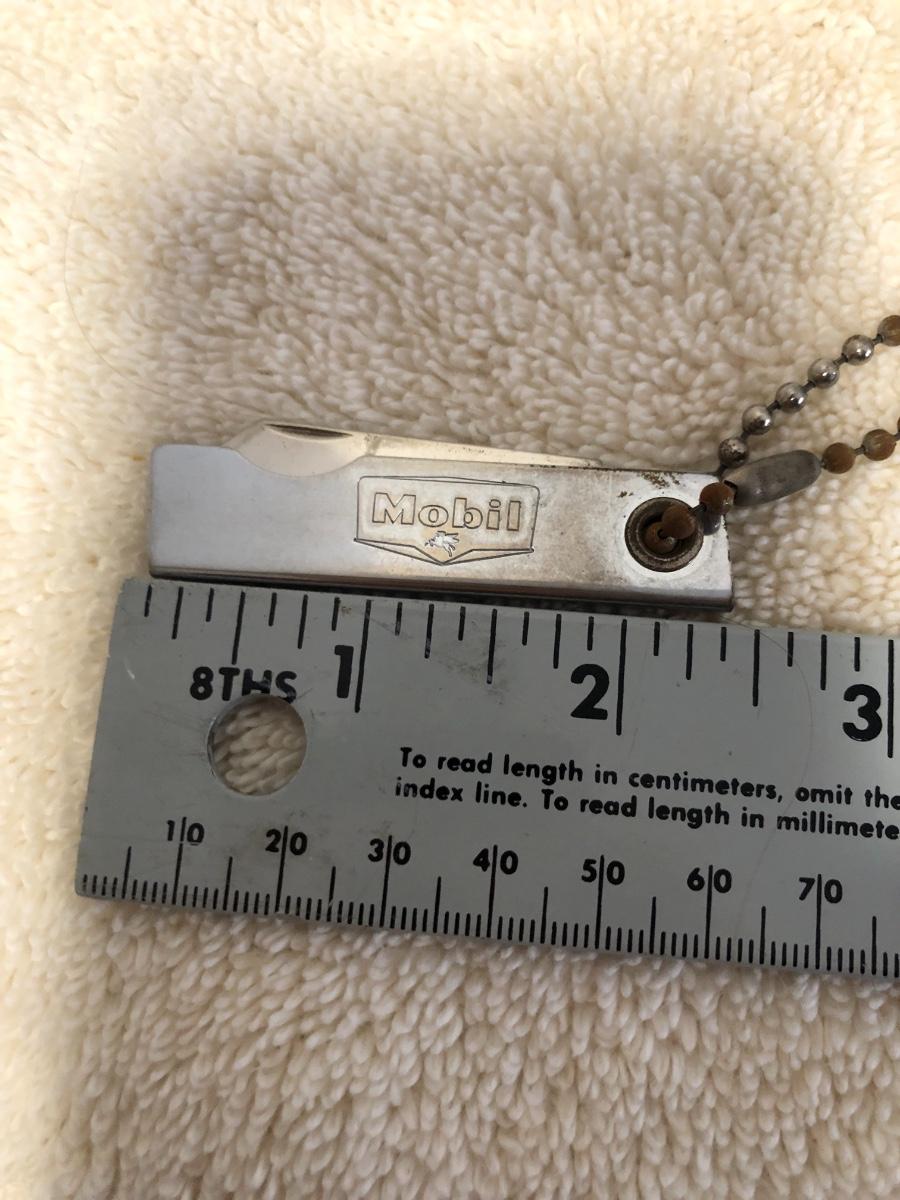 Mobil
8THS 1 2 3
To read length in centimeters, omit the
index line. To read length in millimete
10 20 30 40 50 60 70